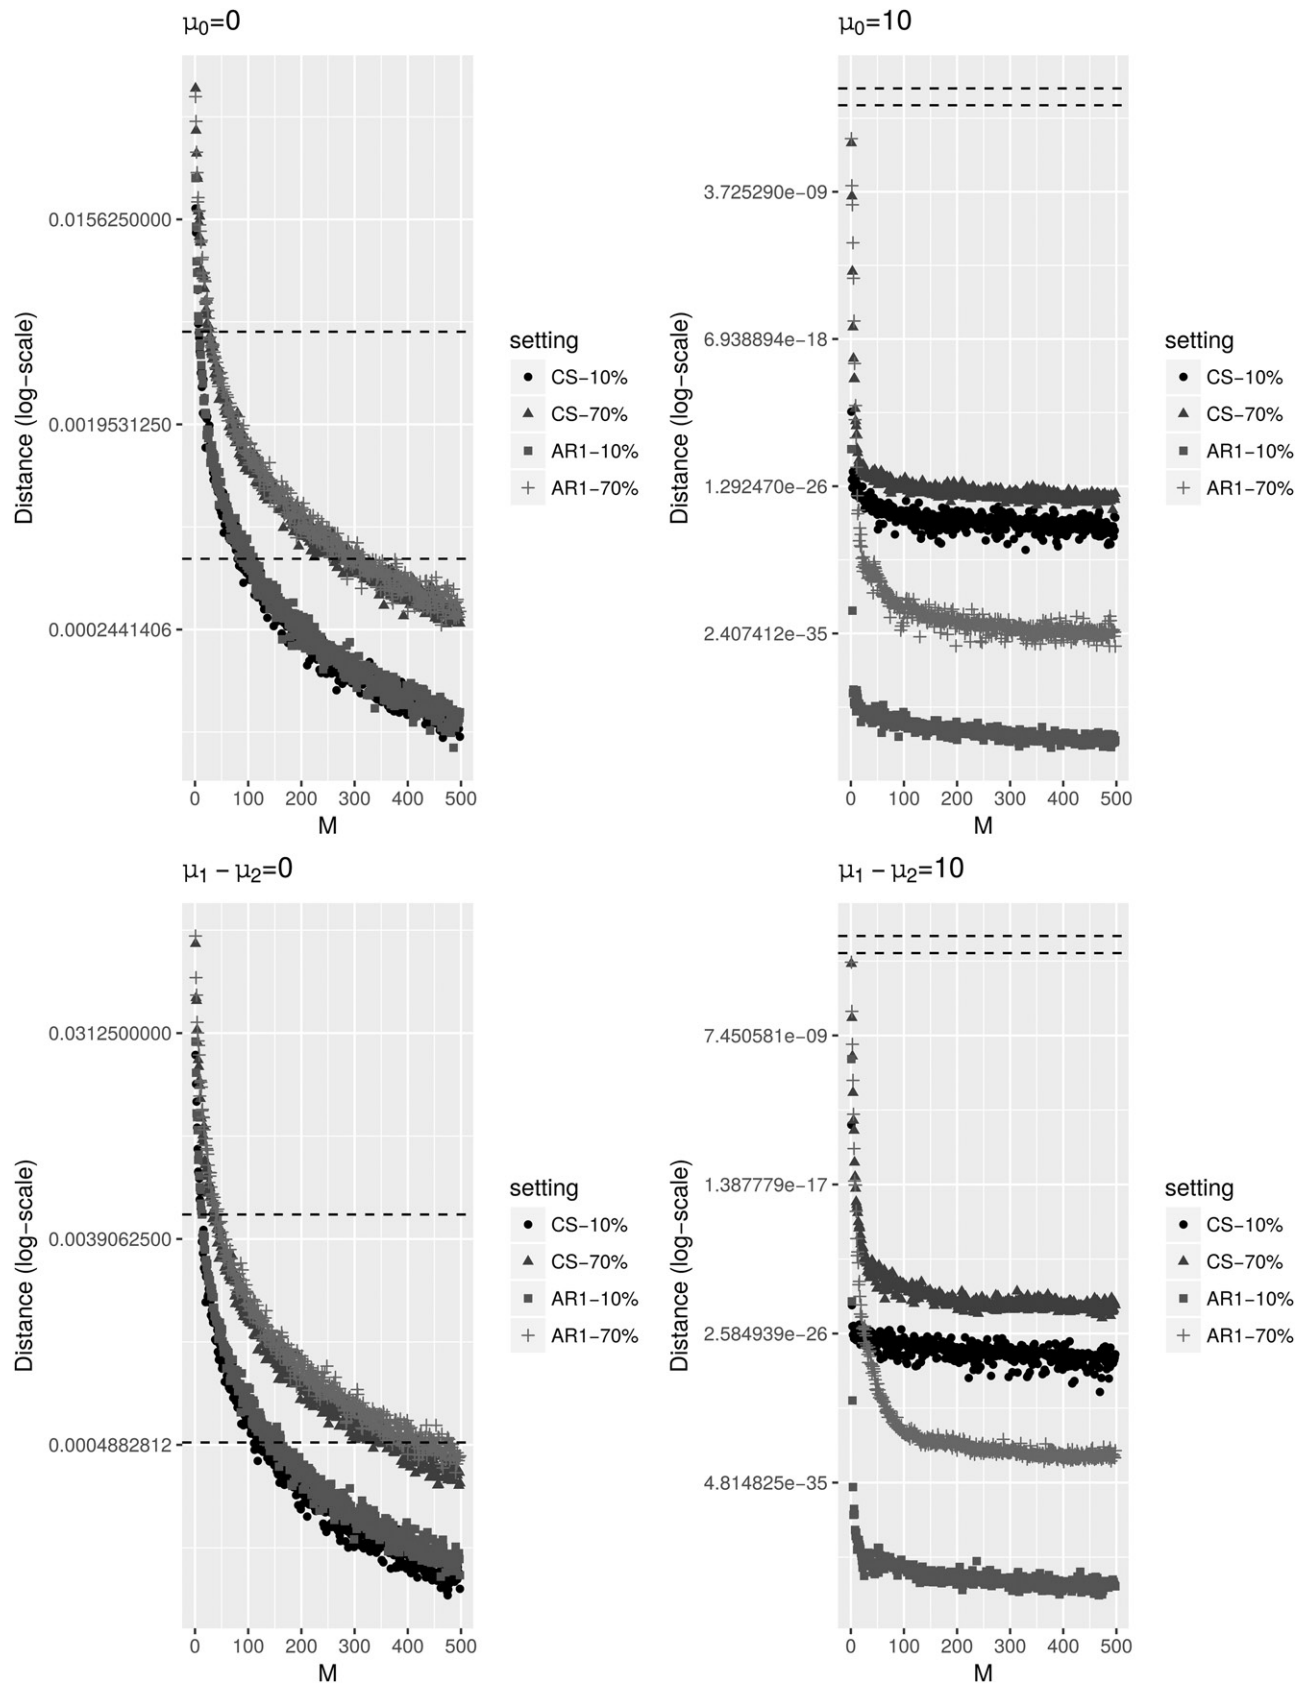 μ0=0
Distance (log−scale)
0.0156250000
0.0019531250
0.0002441406
0 100 200 300 400 500
M
setting
CS−10%
CS−70%
AR1−10%
AR1−70%
μ0=10
Distance (log−scale)
3.725290e−09
6.938894e−18
1.292470e−26
2.407412e−35
0 100 200 300 400 500
M
setting
CS−10%
CS−70%
AR1−10%
AR1−70%
μ1 − μ2=0
Distance (log−scale)
0.0312500000
0.0039062500
0.0004882812
0 100 200 300 400 500
M
setting
CS−10%
CS−70%
AR1−10%
AR1−70%
μ1 − μ2=10
Distance (log−scale)
7.450581e−09
1.387779e−17
2.584939e−26
4.814825e−35
0 100 200 300 400 500
M
setting
CS−10%
CS−70%
AR1−10%
AR1−70%